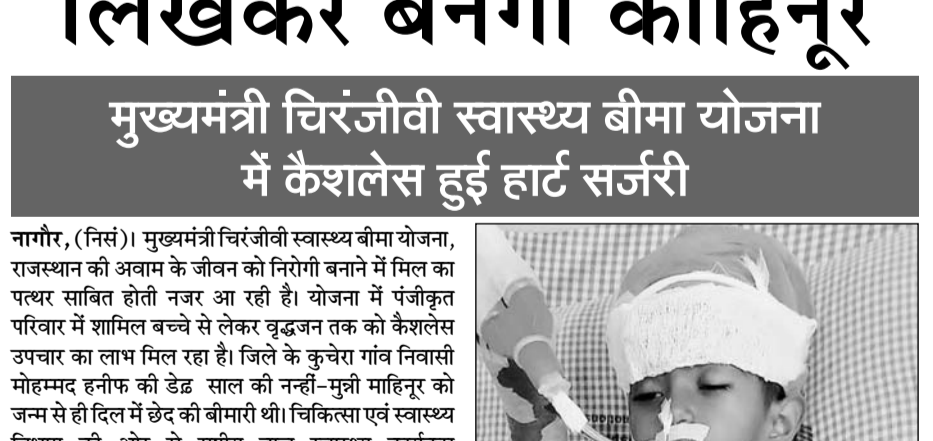 लिखकर बनेगी काहिनूर
मुख्यमंत्री चिरंजीवी स्वास्थ्य बीमा योजना
में कैशलेस हुई हार्ट सर्जरी
नागौर, (निसं)। मुख्यमंत्री चिरंजीवी स्वास्थ्य बीमा योजना,
राजस्थान की अवाम के जीवन को निरोगी बनाने में मिल का
पत्थर साबित होती नजर आ रही है। योजना में पंजीकृत
परिवार में शामिल बच्चे से लेकर वृद्धजन तक को कैशलेस
उपचार का लाभ मिल रहा है। जिले के कुचेरा गांव निवासी
मोहम्मद हनीफ की डेढ़ साल की नन्हीं-मुन्नी माहिनूर को
जन्म से ही दिल में छेद की बीमारी थी। चिकित्सा एवं स्वास्थ्य